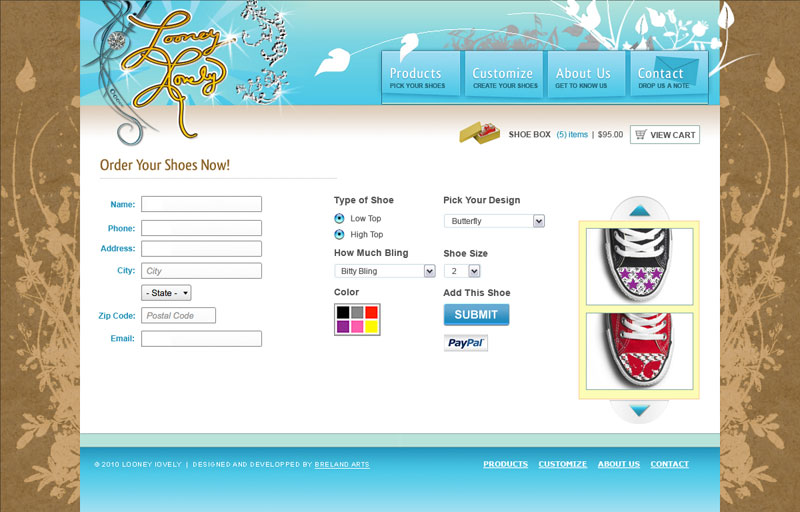 Looney
lovely
Products
PICK YOUR SHOES
Customize
CREATE YOUR SHOES
About Us
GET TO KNOW US
Contact
DROP US A NOTE
SHOE BOX (5) items | $95.00 VIEW CART
Order Your Shoes Now!
Name:
Phone:
Address:
City: City
- State -
Zip Code: Postal Code
Email:
Type of Shoe
Low Top
High Top
How Much Bling
Bitty Bling
Color
Pick Your Design
Butterfly
Shoe Size
2
Add This Shoe
SUBMIT
PayPal
© 2010 LOONEY lOVELY | DESIGNED AND DEVELOPPED BY BRELAND ARTS
PRODUCTS CUSTOMIZE ABOUT US CONTACT